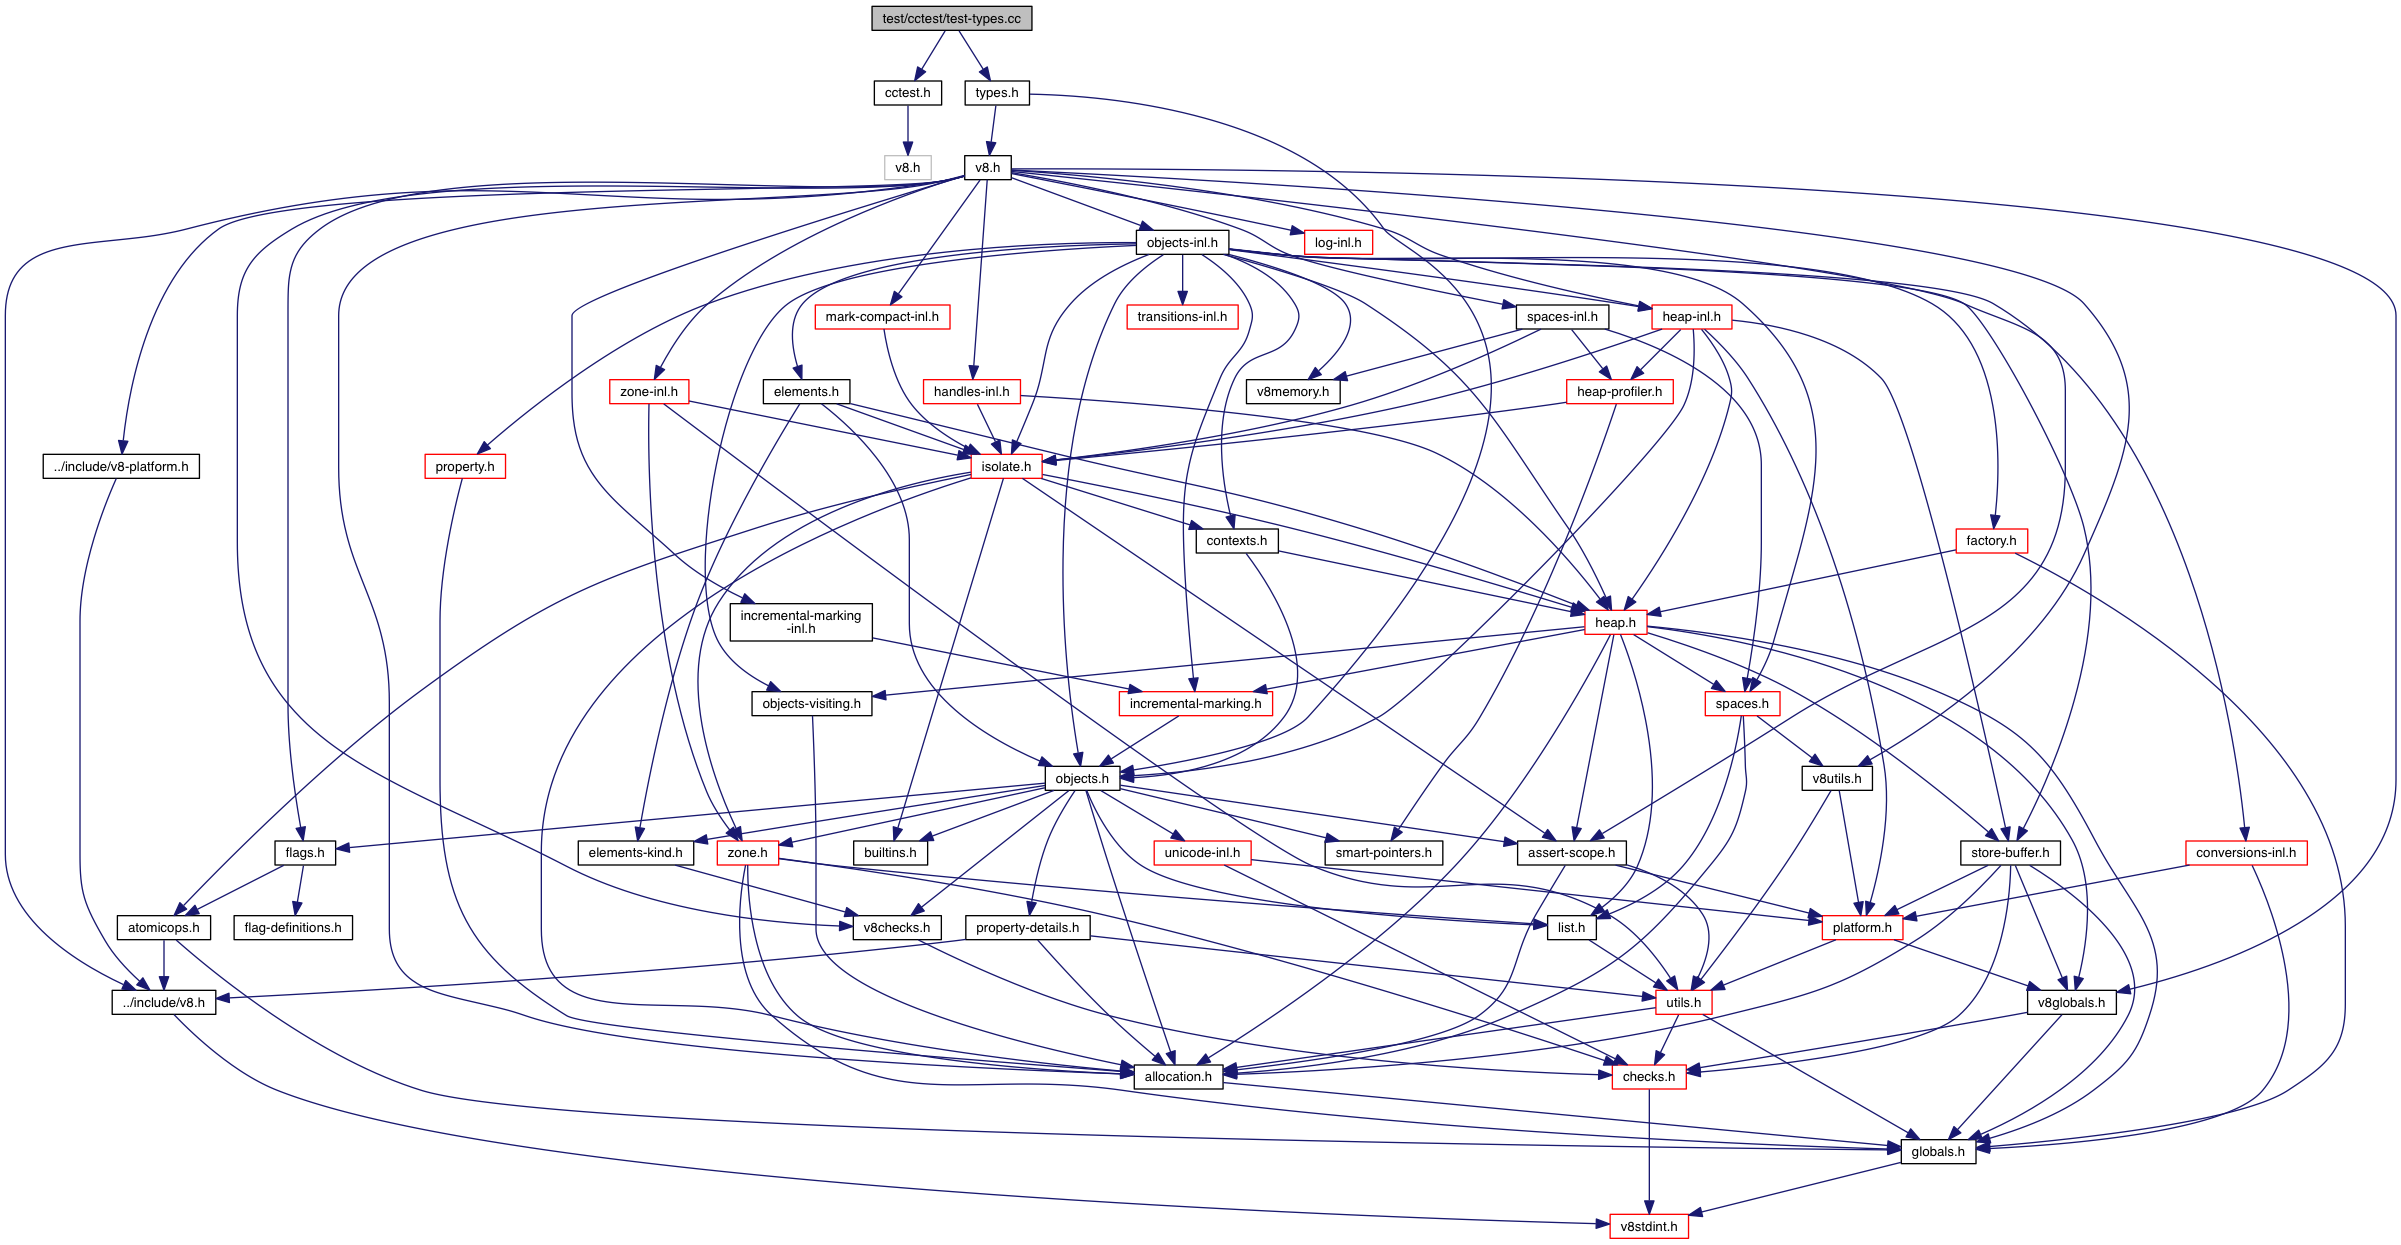 test/cctest/test-types.cc
cctest.h
types.h
v8.h
v8.h
objects-inl.h
log-inl.h
mark-compact-inl.h
transitions-inl.h
spaces-inl.h
heap-inl.h
zone-inl.h
elements.h
handles-inl.h
v8memory.h
heap-profiler.h
../include/v8-platform.h
property.h
isolate.h
contexts.h
factory.h
incremental-marking
-inl.h
heap.h
objects-visiting.h
incremental-marking.h
spaces.h
objects.h
v8utils.h
flags.h
elements-kind.h
zone.h
builtins.h
unicode-inl.h
smart-pointers.h
assert-scope.h
store-buffer.h
conversions-inl.h
atomicops.h
flag-definitions.h
v8checks.h
property-details.h
list.h
platform.h
../include/v8.h
utils.h
v8globals.h
allocation.h
checks.h
globals.h
v8stdint.h